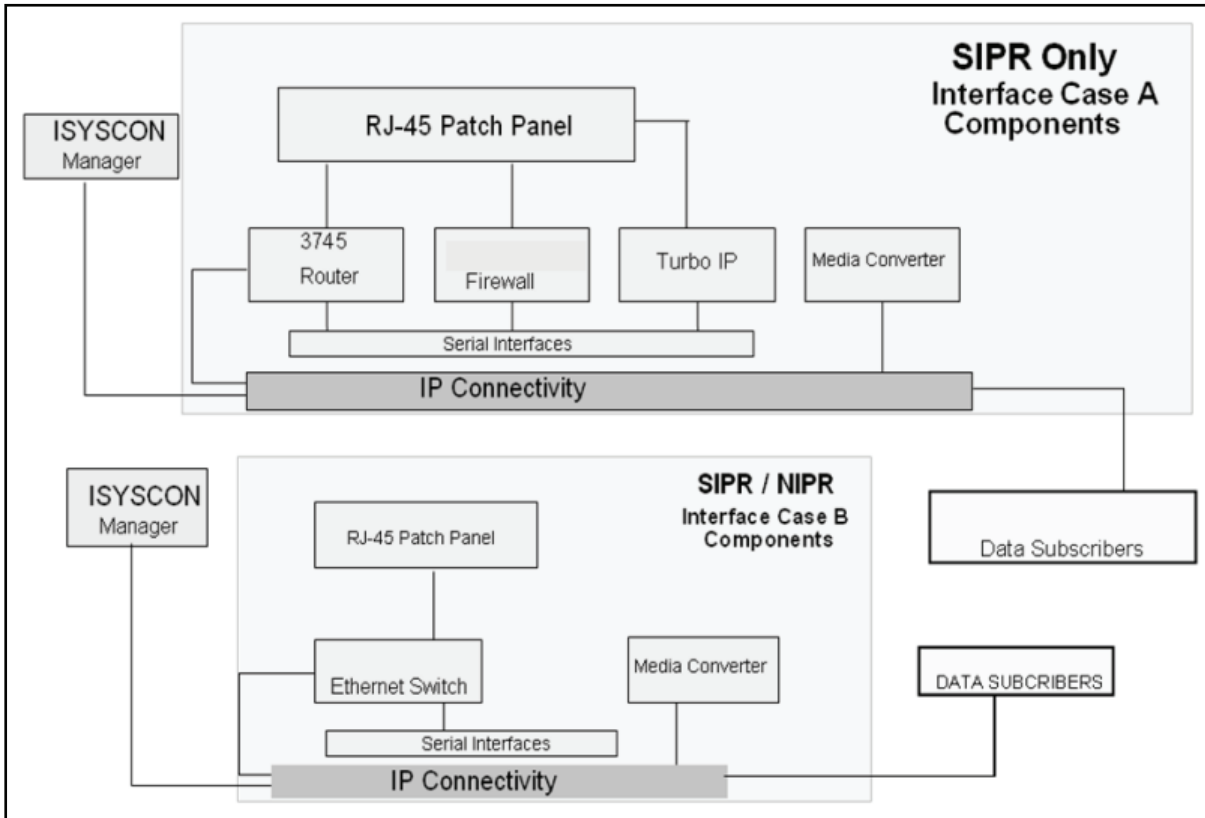 SIPR Only
Interface Case A
Components
ISYSCON
Manager
RJ-45 Patch Panel
3745
Router
Firewall
Turbo IP
Media Converter
Serial Interfaces
IP Connectivity
ISYSCON
Manager
SIPR / NIPR
Interface Case B
Components
RJ-45 Patch Panel
Data Subscribers
Ethernet Switch
Media Converter
DATA SUBCRIBERS
Serial Interfaces
IP Connectivity